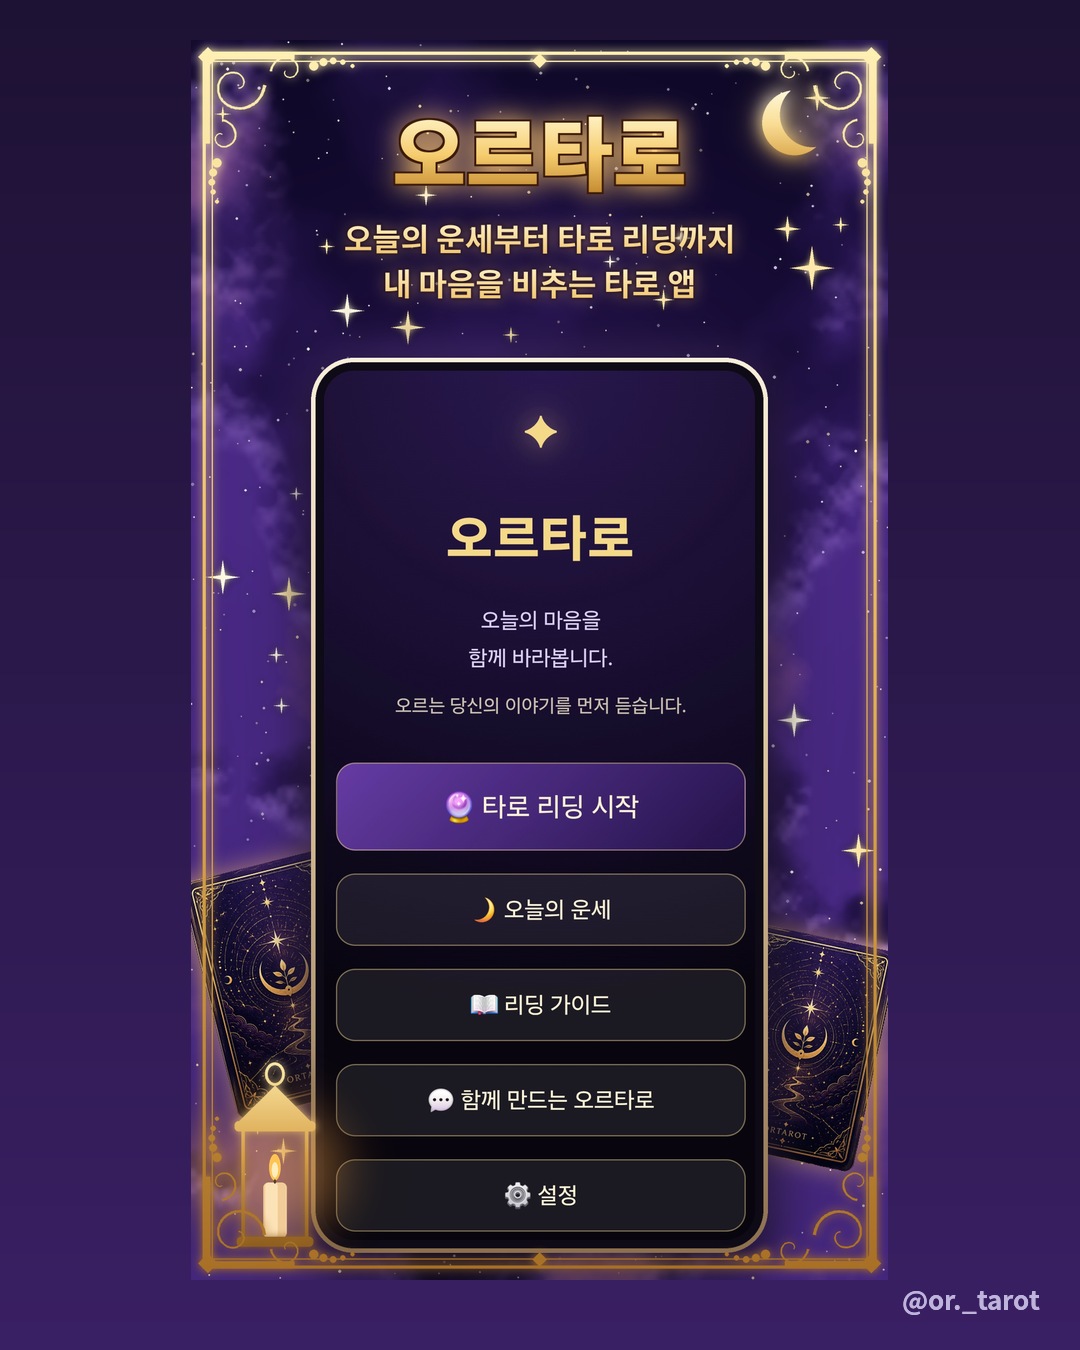 오르타로
오늘의 운세부터 타로 리딩까지
내 마음을 비추는 타로 앱
오르타로
오늘의 마음을
함께 바라봅니다.
오르는 당신의 이야기를 먼저 듣습니다.
🔮 타로 리딩 시작
🌙 오늘의 운세
📖 리딩 가이드
💬 함께 만드는 오르타로
⚙️ 설정
@or._tarot